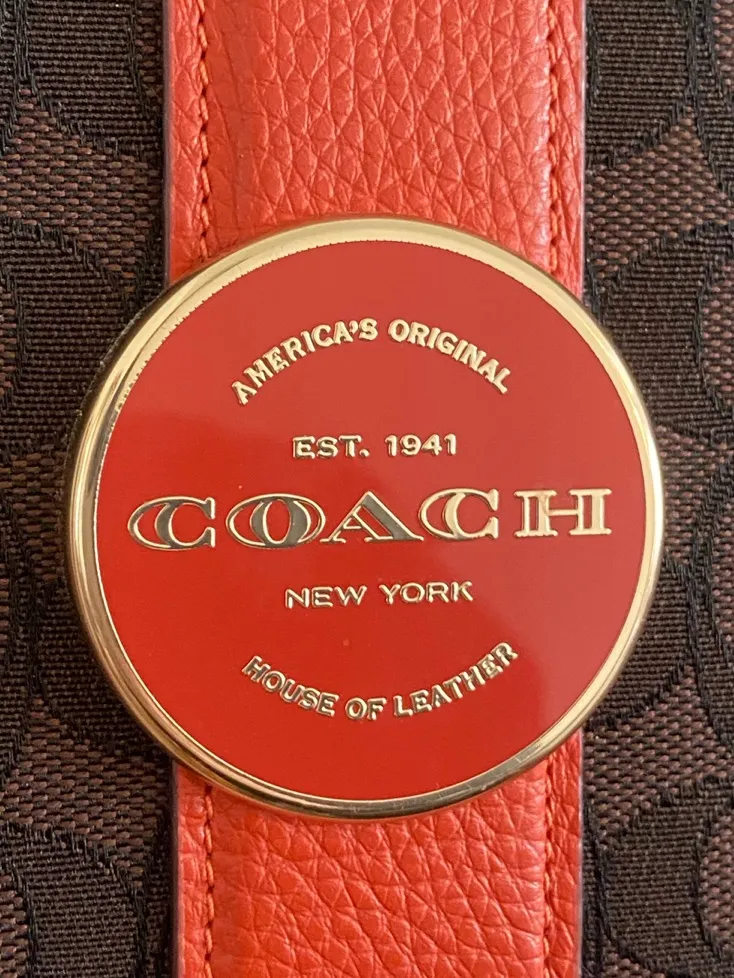 AMERICA'S ORIGINAL
EST. 1941
COACH
NEW YORK
HOUSE OF LEATHER